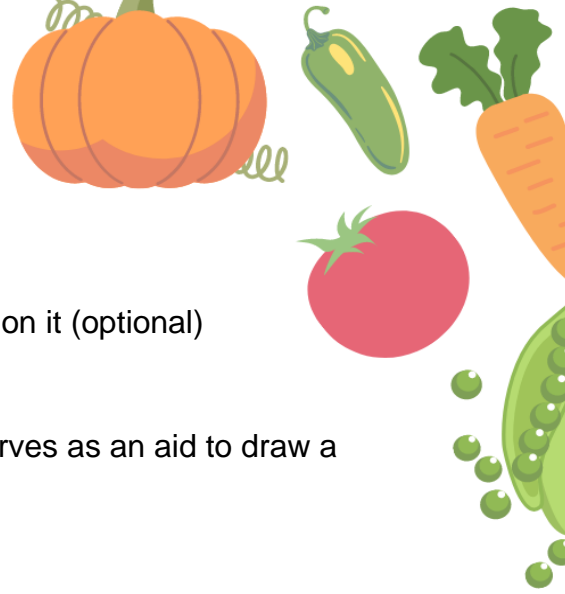 on it (optional)
rves as an aid to draw a